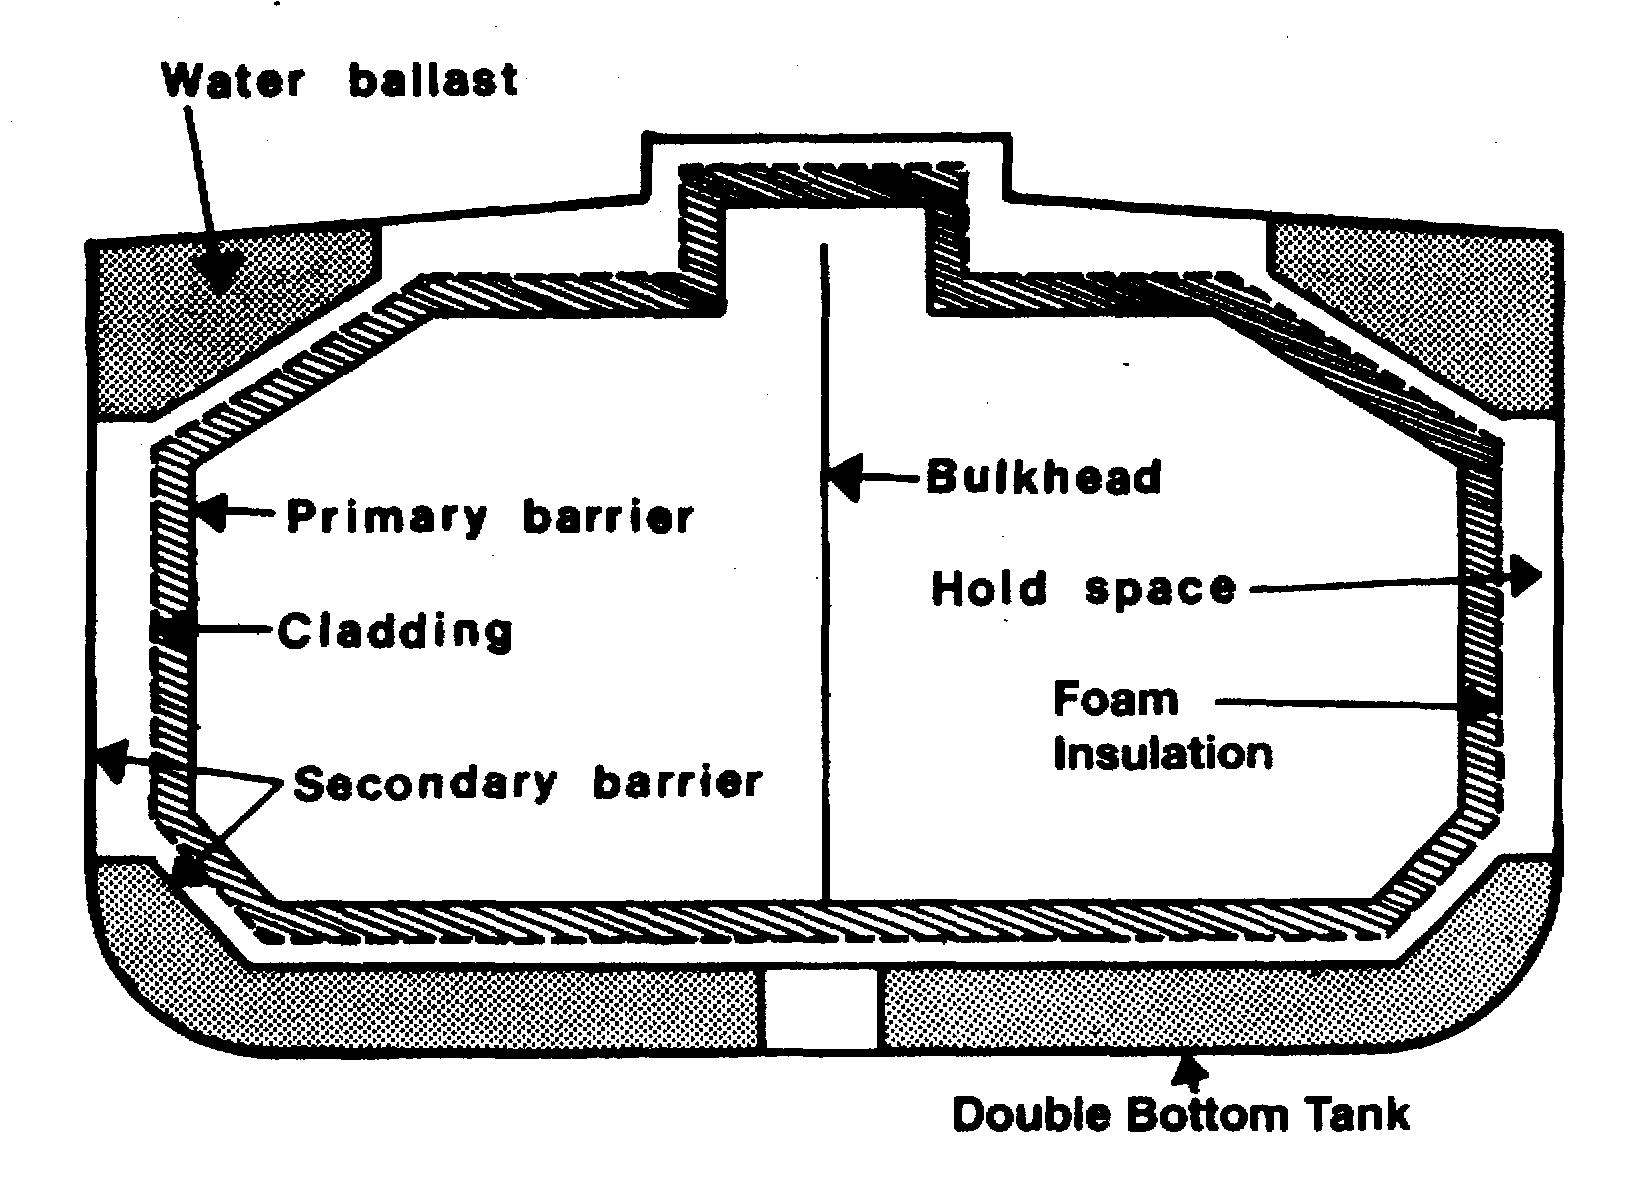 Water ballast
Bulkhead
Primary barrier
Hold space
Cladding
Foam
Insulation
Secondary barrier
Double Bottom Tank